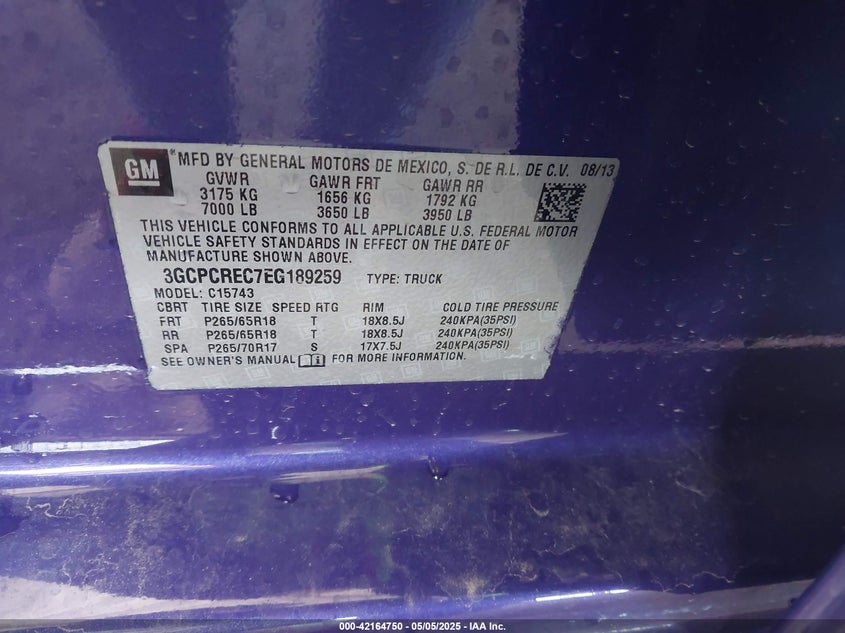 GM
*MFD BY GENERAL MOTORS DE MEXICO, S. DE R.L. DE C.V. 08/13
GVWR GAWR FRT GAWR RR
3175 KG 1656 KG 1792 KG
7000 LB 3650 LB 3950 LB
THIS VEHICLE CONFORMS TO ALL APPLICABLE U.S. FEDERAL MOTOR
VEHICLE SAFETY STANDARDS IN EFFECT ON THE DATE OF
MANUFACTURE SHOWN ABOVE.
3GCPCREC7EG189259 TYPE: TRUCK
MODEL: C15743
CBRT TIRE SIZE SPEED RTG RIM COLD TIRE PRESSURE
FRT P265/65R18 T 18X8.5J 240KPA(35PSI)
RR P265/65R18 T 18X8.5J 240KPA(35PSI)
SPA P265/70R17 S 17X7.5J 240KPA(35PSI)
SEE OWNER'S MANUAL FOR MORE INFORMATION.
000-42164750 - 05/05/2025 - IAA Inc.